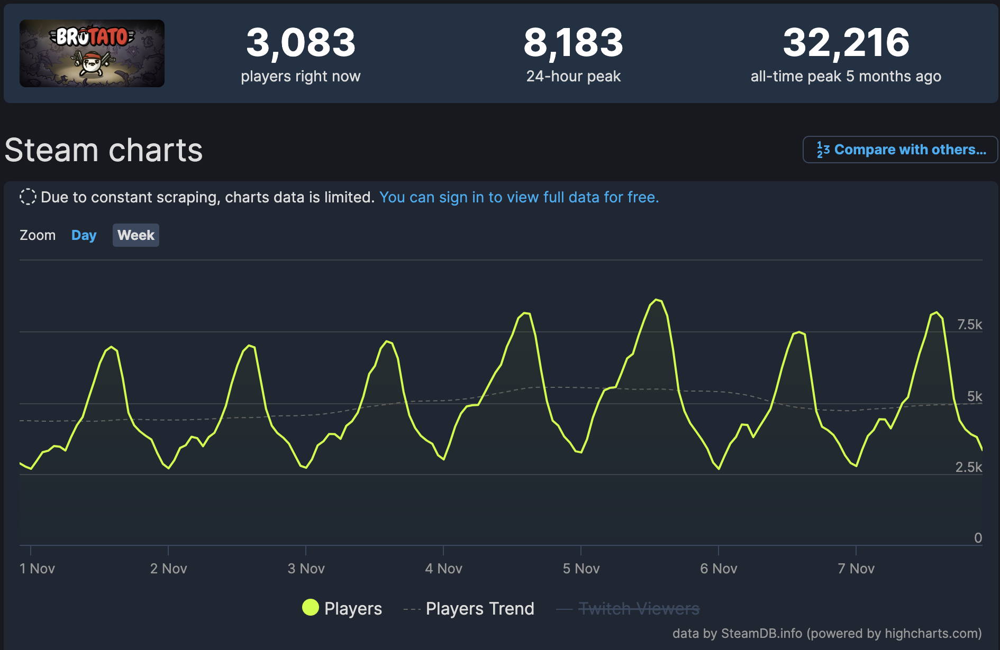 BROTATO
3,083
players right now
8,183
24-hour peak
32,216
all-time peak 5 months ago
Steam charts
123 Compare with others...
Due to constant scraping, charts data is limited. You can sign in to view full data for free.
Zoom Day Week
7.5k
5k
2.5k
0
1 Nov 2 Nov 3 Nov 4 Nov 5 Nov 6 Nov 7 Nov
Players Players Trend Twitch Viewers
data by SteamDB.info (powered by highcharts.com)